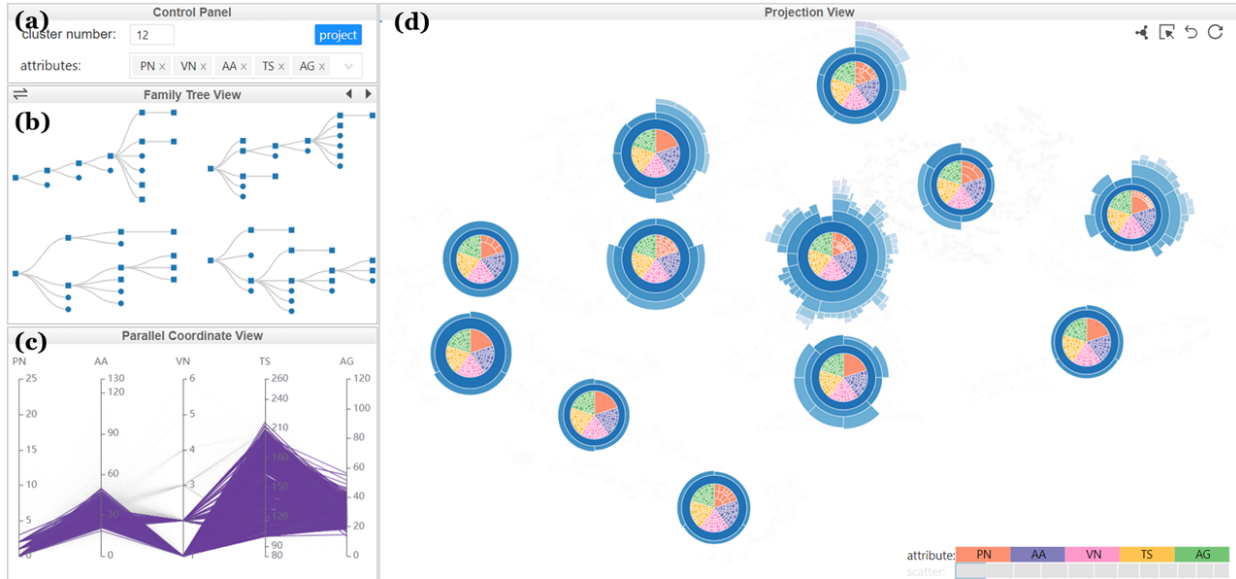 (a)
Control Panel
cluster number: 12 project
attributes: PN × VN × AA × TS × AG ×
Family Tree View
(b)
Parallel Coordinate View
(c)
PN AA VN TS AG
25 130 6 260 120
120
240 100
20 5
90 210 80
15 4
180
60 60
10 3 150
40
30 120
5 20
90
0 80 0
(d)
Projection View
attribute: PN AA VN TS AG
scatter: